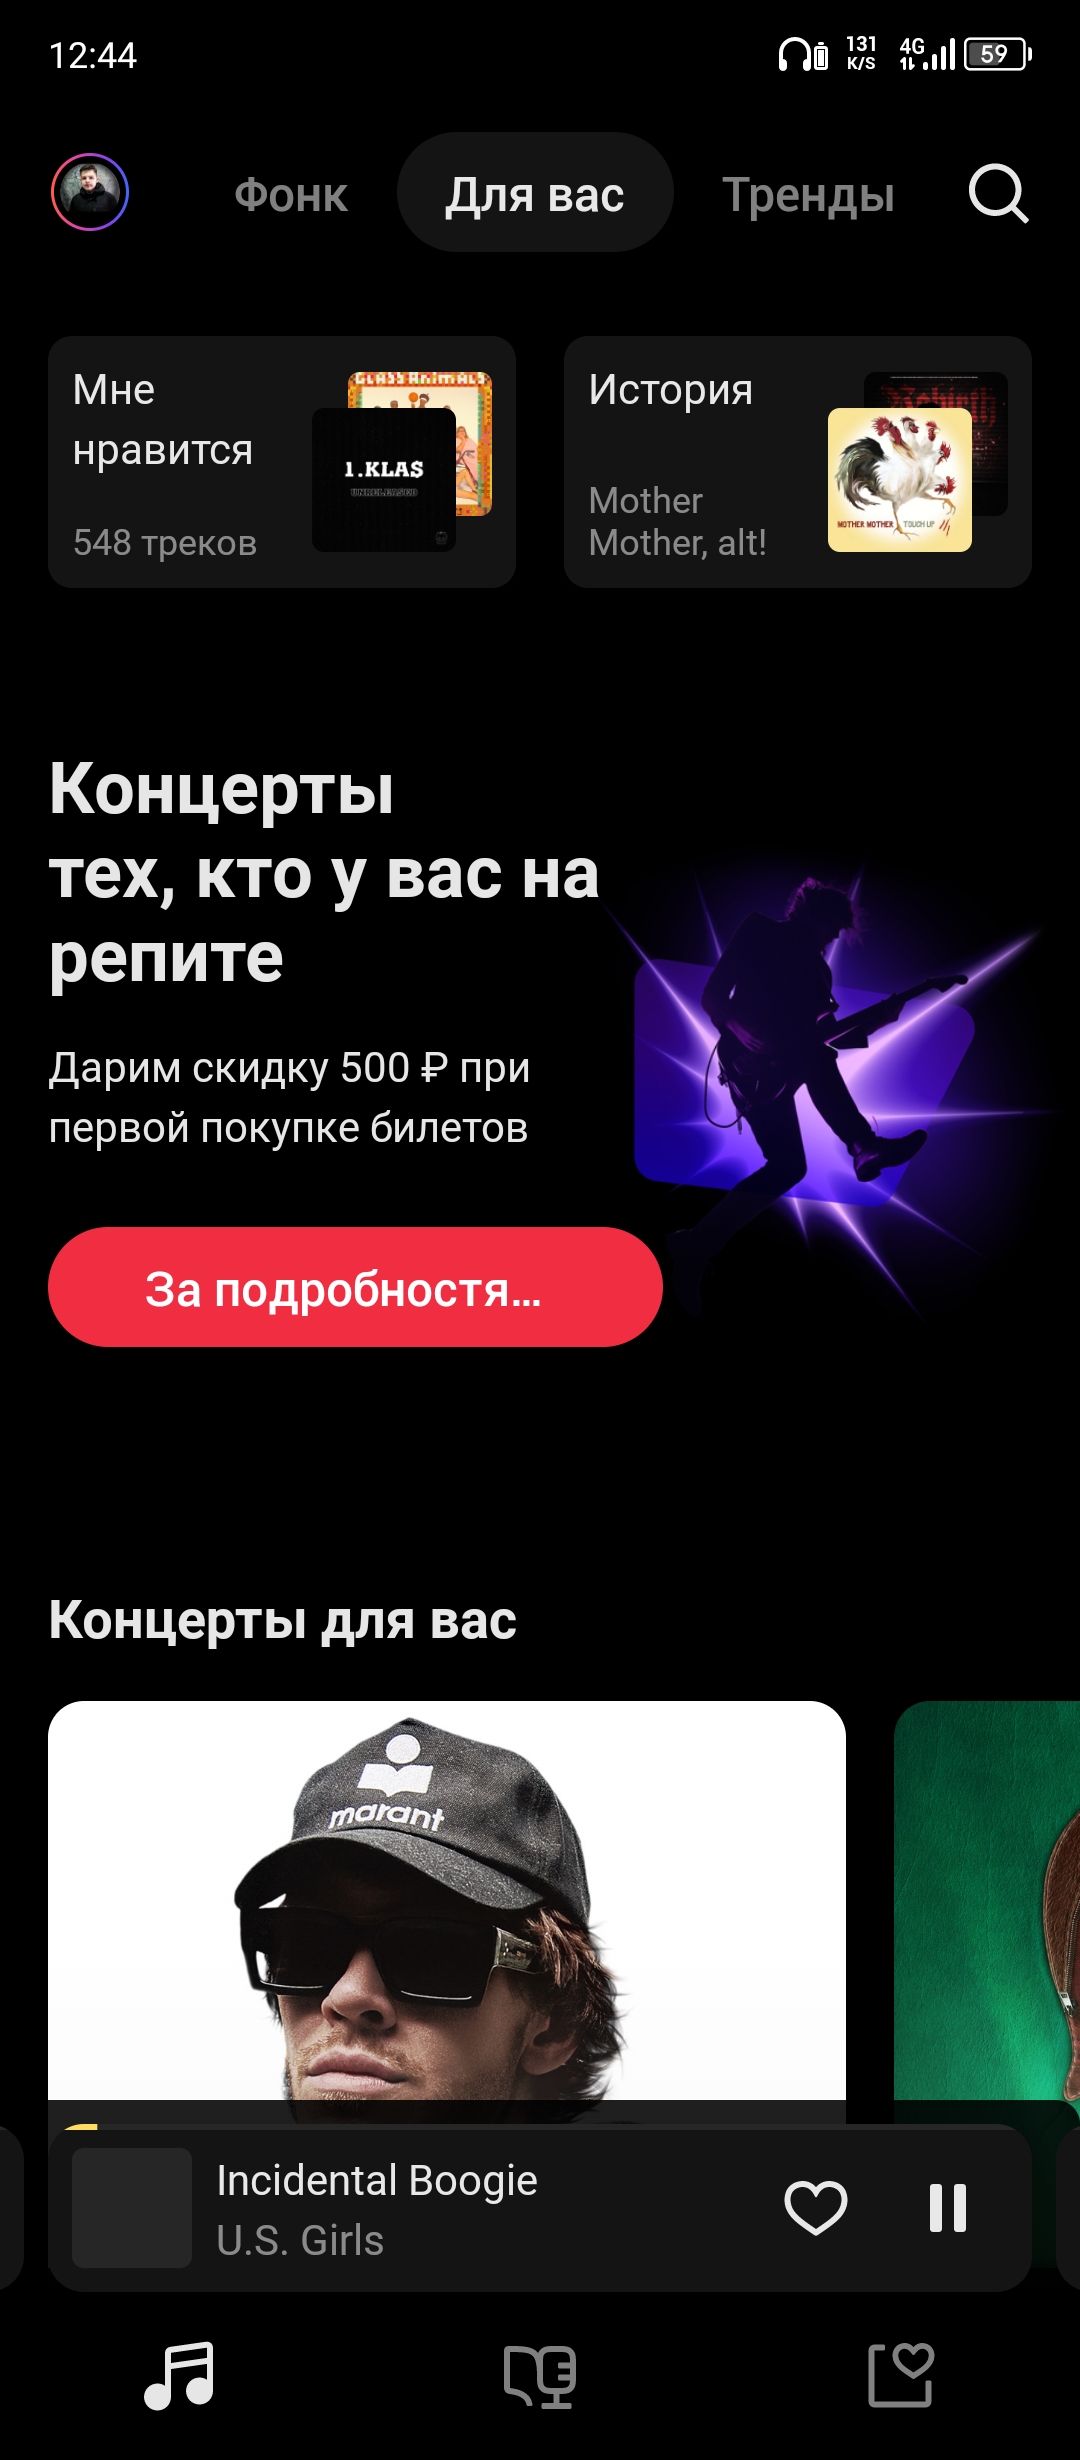 12:44
131
K/S
4G
59
Фонк
Для вас
Тренды
Мне
нравится
548 треков
GLASS ANIMALS
1.KLAS
UNRELEASED
История
Mother
Mother, alt!
Rebirth
MOTHER MOTHER TOUCH UP
Концерты
тех, кто у вас на
репите
Дарим скидку 500 ₽ при
первой покупке билетов
За подробностя...
Концерты для вас
marant
Incidental Boogie
U.S. Girls